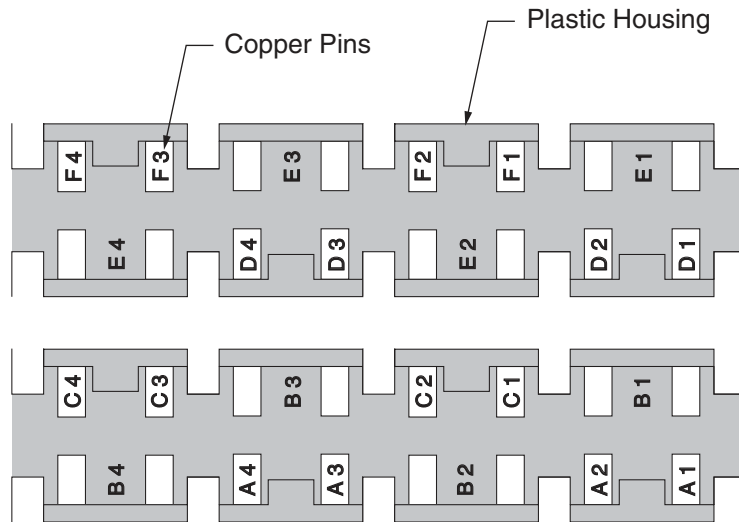 Plastic Housing
Copper Pins
F4 F3 E3 F2 F1 E1
E4 D4 D3 E2 D2 D1
C4 C3 B3 C2 C1 B1
B4 A4 A3 B2 A2 A1